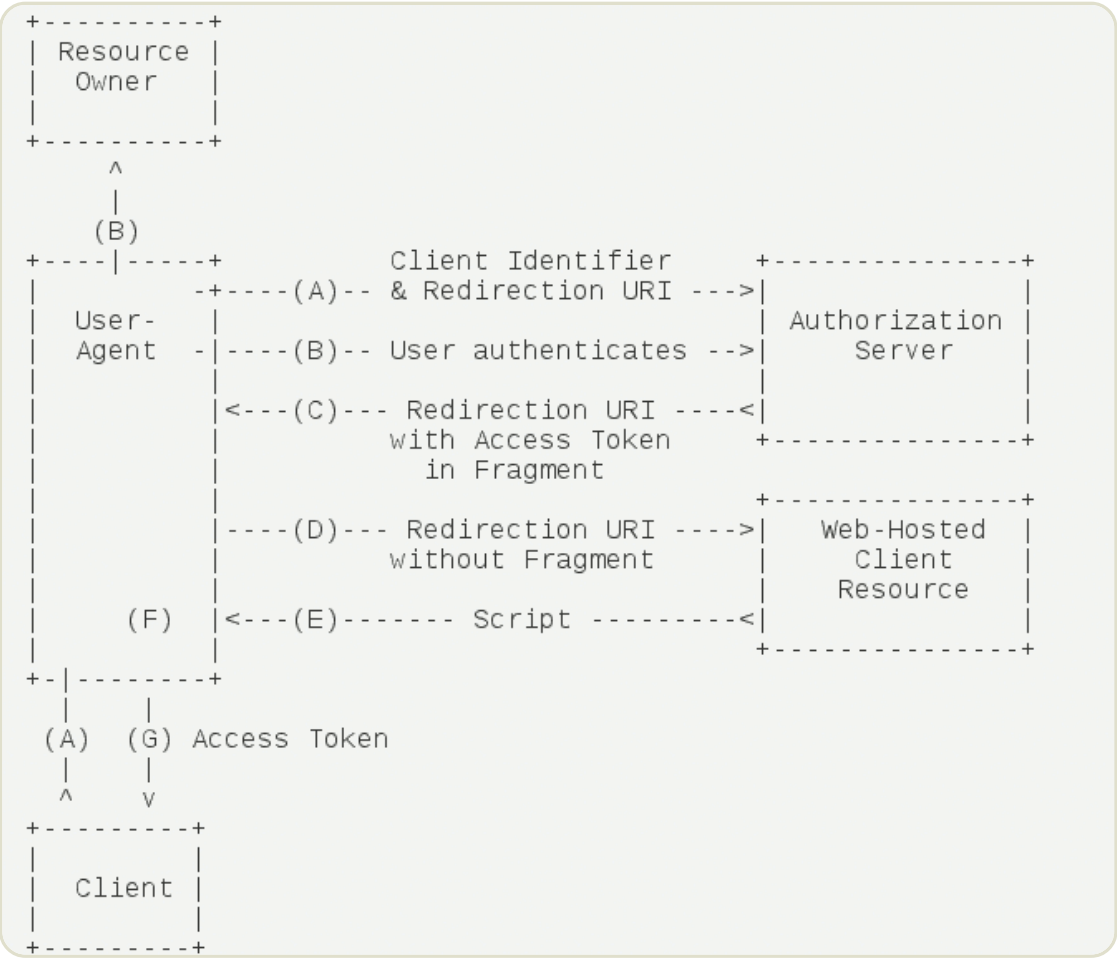 +----------+
| Resource |
|  Owner   |
|          |
+----------+
     ^
     |
    (B)
+----|-----+          Client Identifier     +---------------+
|         -+----(A)-- & Redirection URI --->|               |
|  User-   |                                | Authorization |
|  Agent  -|----(B)-- User authenticates -->|     Server    |
|          |                                |               |
|          |<---(C)--- Redirection URI ----<|               |
|          |          with Access Token     +---------------+
|          |            in Fragment
|          |                                +---------------+
|          |----(D)--- Redirection URI ---->|   Web-Hosted  |
|          |          without Fragment      |     Client    |
|          |                                |    Resource   |
|     (F)  |<---(E)------- Script ---------<|               |
|          |                                +---------------+
+-|--------+
  |    |
 (A)  (G) Access Token
  |    |
  ^    v
+---------+
|         |
|  Client |
|         |
+---------+